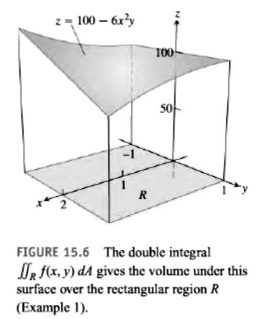 z = 100 – 6x²y
z
100
50
–1
1
R
1
y
x
2
FIGURE 15.6 The double integral
∬R f(x, y) dA gives the volume under this
surface over the rectangular region R
(Example 1).